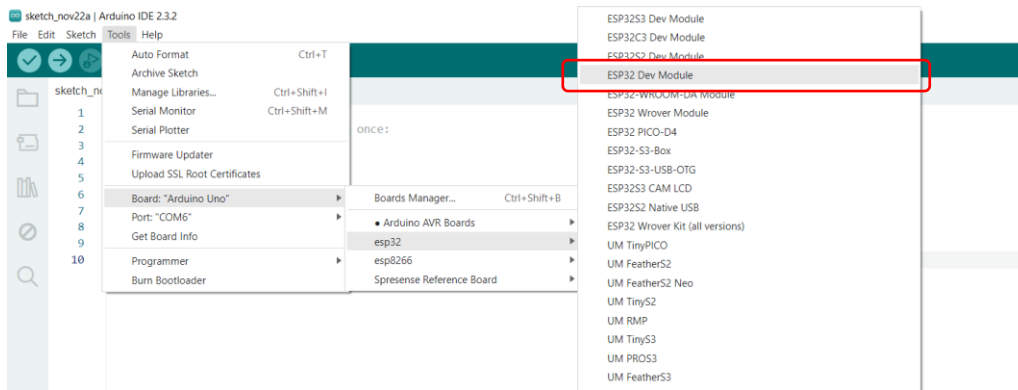 sketch_nov22a | Arduino IDE 2.3.2
File Edit Sketch Tools Help
Auto Format Ctrl+T
Archive Sketch
Manage Libraries... Ctrl+Shift+I
Serial Monitor Ctrl+Shift+M
Serial Plotter
Firmware Updater
Upload SSL Root Certificates
Board: "Arduino Uno"
Port: "COM6"
Get Board Info
Programmer
Burn Bootloader
sketch_n
1
2
3
4
5
6
7
8
9
10
once:
Boards Manager... Ctrl+Shift+B
• Arduino AVR Boards
esp32
esp8266
Spresense Reference Board
ESP32S3 Dev Module
ESP32C3 Dev Module
ESP32S2 Dev Module
ESP32 Dev Module
ESP32-WROOM-DA Module
ESP32 Wrover Module
ESP32 PICO-D4
ESP32-S3-Box
ESP32-S3-USB-OTG
ESP32S3 CAM LCD
ESP32S2 Native USB
ESP32 Wrover Kit (all versions)
UM TinyPICO
UM FeatherS2
UM FeatherS2 Neo
UM TinyS2
UM RMP
UM TinyS3
UM PROS3
UM FeatherS3